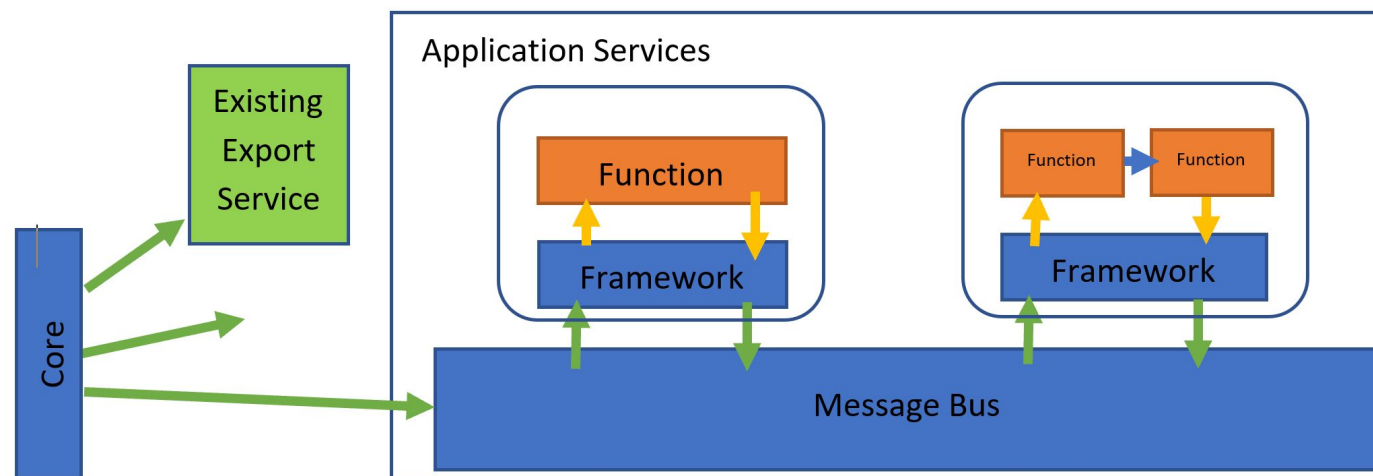 Application Services
Existing
Export
Service
Function
Function
Function
Framework
Framework
Core
Message Bus